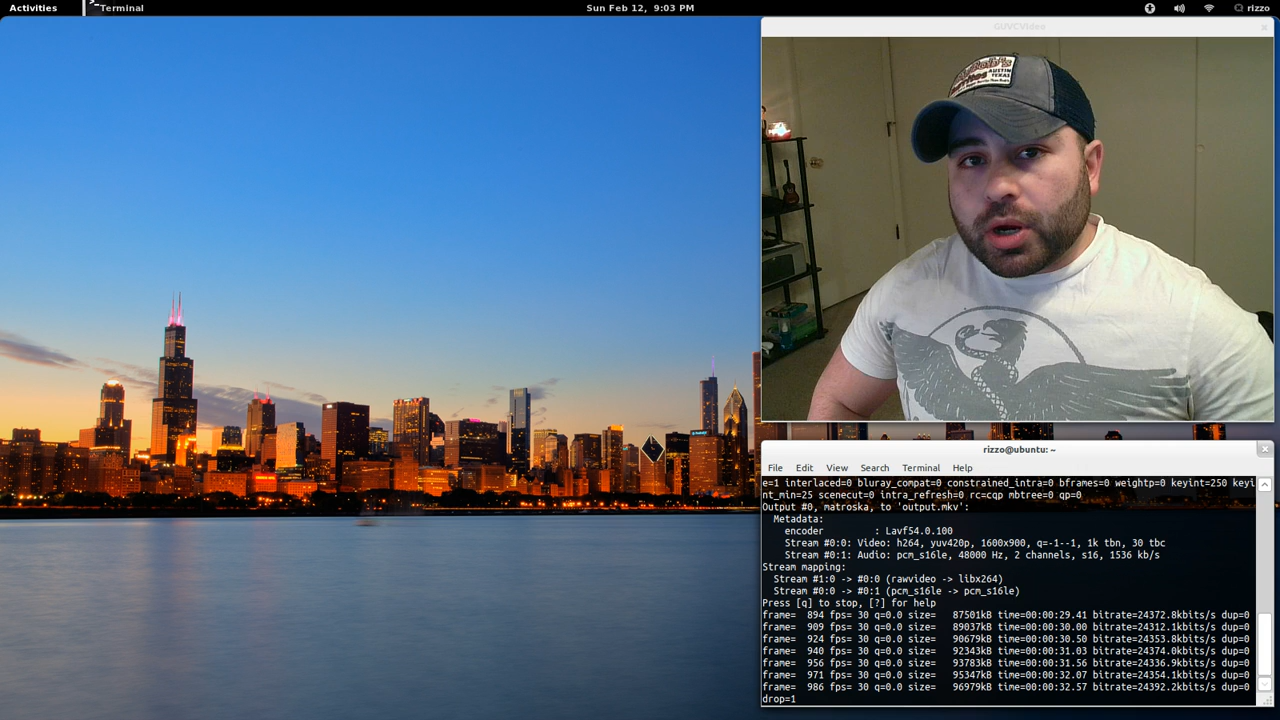 Activities
Terminal
Sun Feb 12, 9:03 PM
rizzo
GUVCVideo
AUSTIN
TEXAS
rizzo@ubuntu: ~
File Edit View Search Terminal Help
e=1 interlaced=0 bluray_compat=0 constrained_intra=0 bframes=0 weightp=0 keyint=250 keyi
nt_min=25 scenecut=0 intra_refresh=0 rc=cqp mbtree=0 qp=0
Output #0, matroska, to 'output.mkv':
Metadata:
encoder : Lavf54.0.100
Stream #0:0: Video: h264, yuv420p, 1600x900, q=-1--1, 1k tbn, 30 tbc
Stream #0:1: Audio: pcm_s16le, 48000 Hz, 2 channels, s16, 1536 kb/s
Stream mapping:
Stream #1:0 -> #0:0 (rawvideo -> libx264)
Stream #0:0 -> #0:1 (pcm_s16le -> pcm_s16le)
Press [q] to stop, [?] for help
frame= 894 fps= 30 q=0.0 size= 87501kB time=00:00:29.41 bitrate=24372.8kbits/s dup=0
frame= 909 fps= 30 q=0.0 size= 89037kB time=00:00:30.00 bitrate=24312.1kbits/s dup=0
frame= 924 fps= 30 q=0.0 size= 90679kB time=00:00:30.50 bitrate=24353.8kbits/s dup=0
frame= 940 fps= 30 q=0.0 size= 92343kB time=00:00:31.03 bitrate=24374.0kbits/s dup=0
frame= 956 fps= 30 q=0.0 size= 93783kB time=00:00:31.56 bitrate=24336.9kbits/s dup=0
frame= 971 fps= 30 q=0.0 size= 95347kB time=00:00:32.07 bitrate=24354.1kbits/s dup=0
frame= 986 fps= 30 q=0.0 size= 96979kB time=00:00:32.57 bitrate=24392.2kbits/s dup=0
drop=1